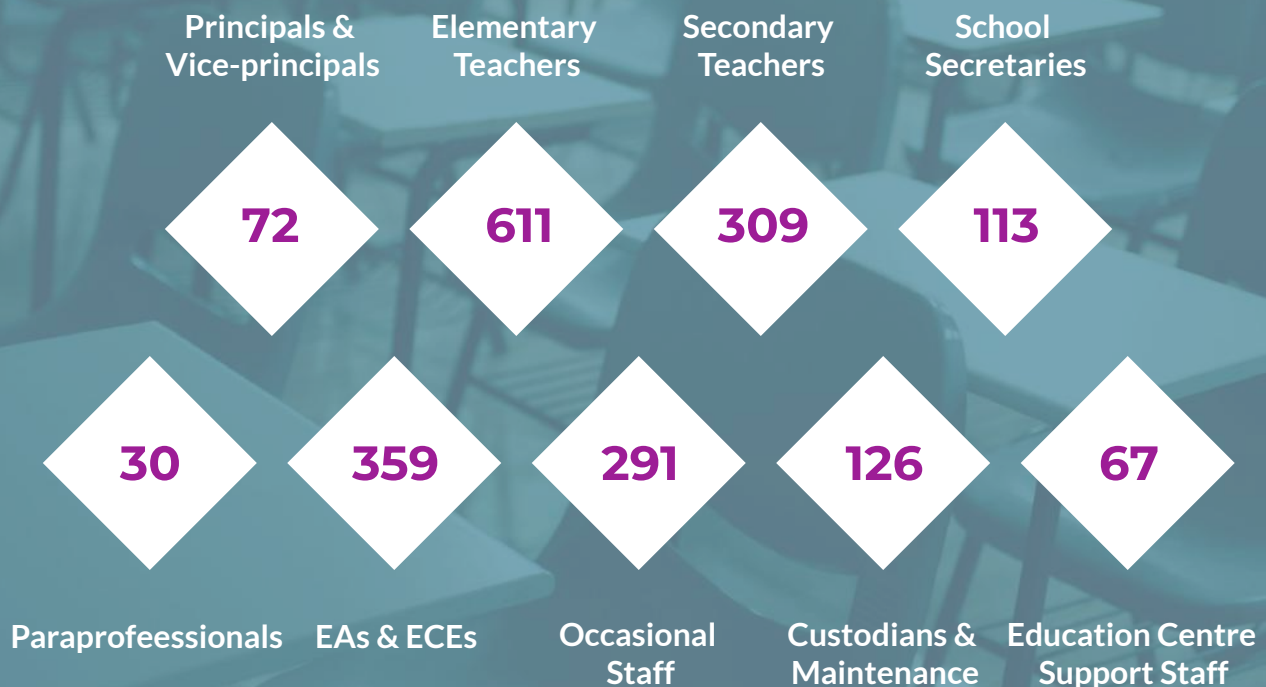 Principals &
Vice-principals
Elementary
Teachers
Secondary
Teachers
School
Secretaries
72
611
309
113
30
359
291
126
67
Paraprofeessionals
EAs & ECEs
Occasional
Staff
Custodians &
Maintenance
Education Centre
Support Staff